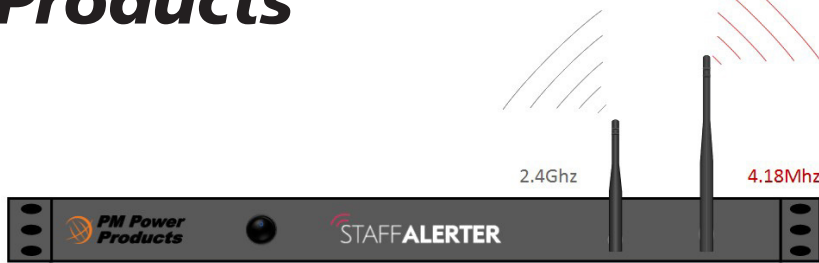 Products
2.4Ghz
4.18Mhz
PM Power
Products
STAFFALERTER